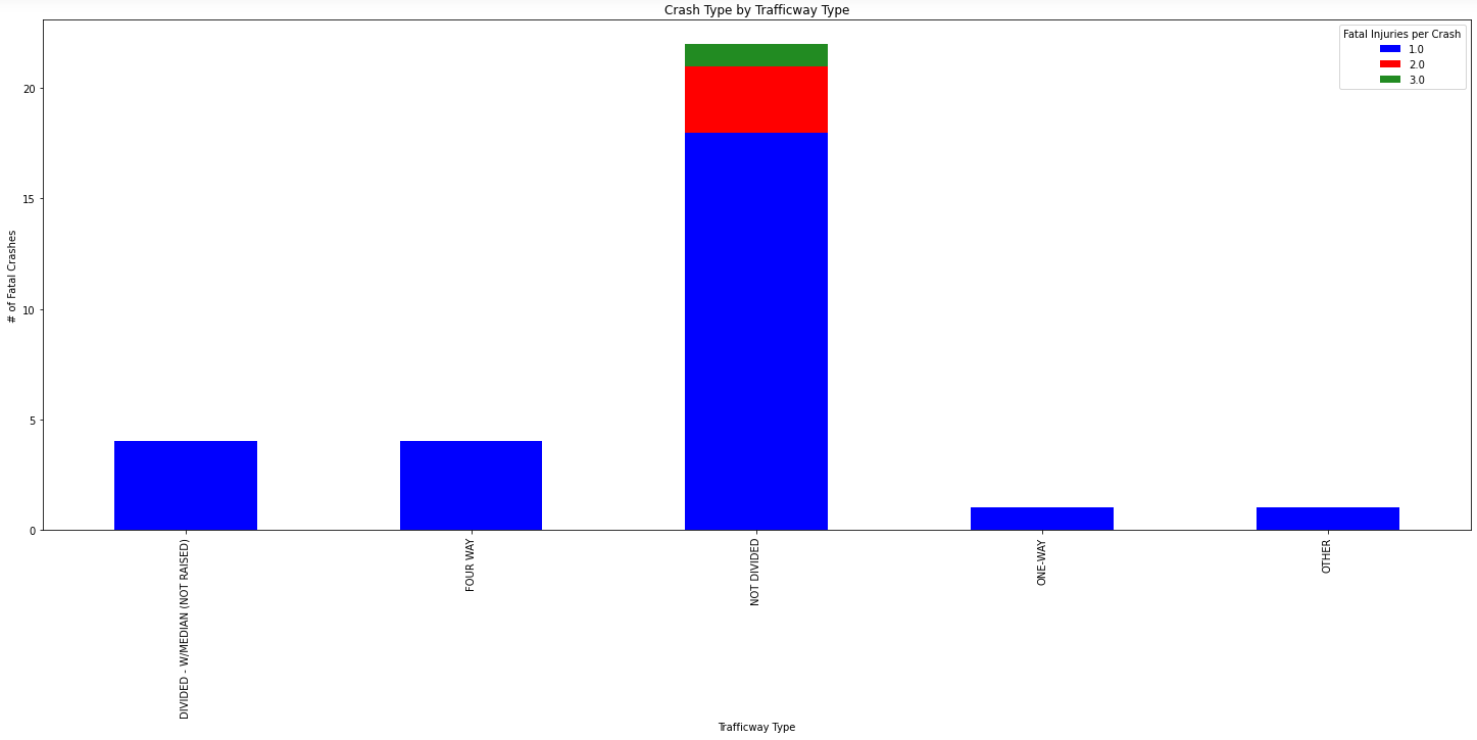 Crash Type by Trafficway Type
Fatal Injuries per Crash
1.0
2.0
3.0
# of Fatal Crashes
20
15
10
5
0
DIVIDED - W/MEDIAN (NOT RAISED)
FOUR WAY
NOT DIVIDED
ONE-WAY
OTHER
Trafficway Type